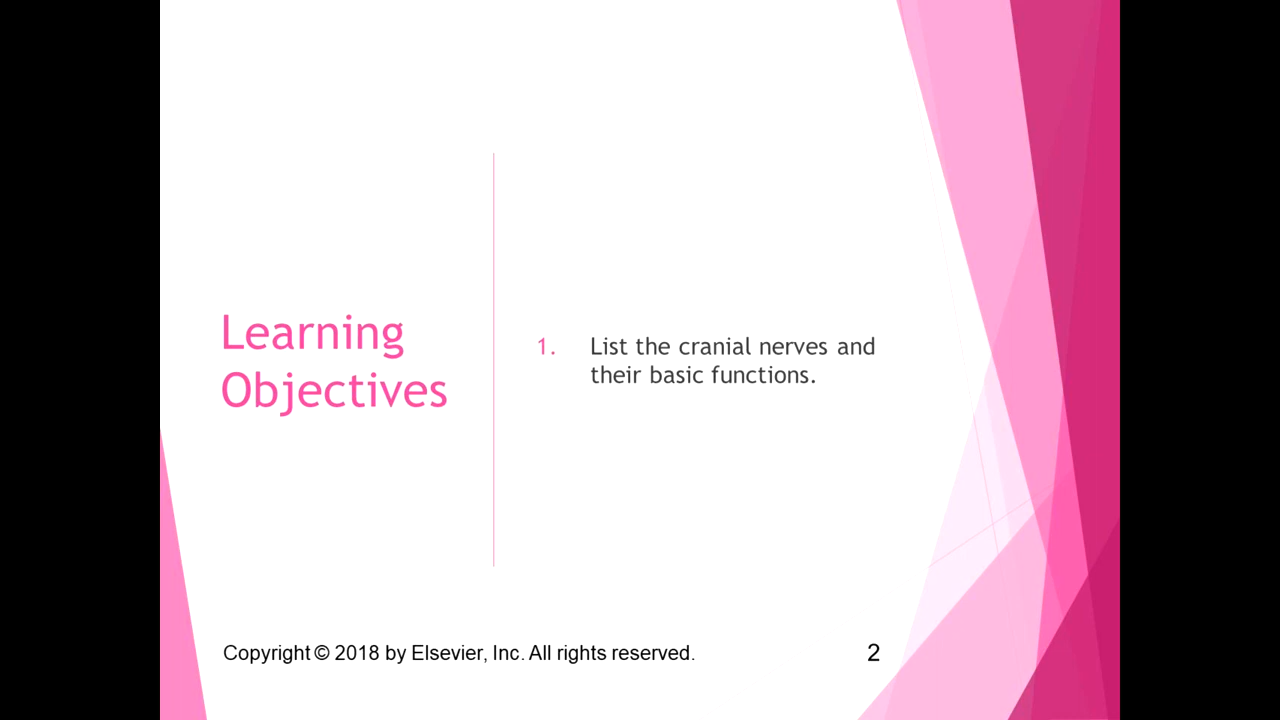 Learning
Objectives
1. List the cranial nerves and
their basic functions.
Copyright © 2018 by Elsevier, Inc. All rights reserved.
2